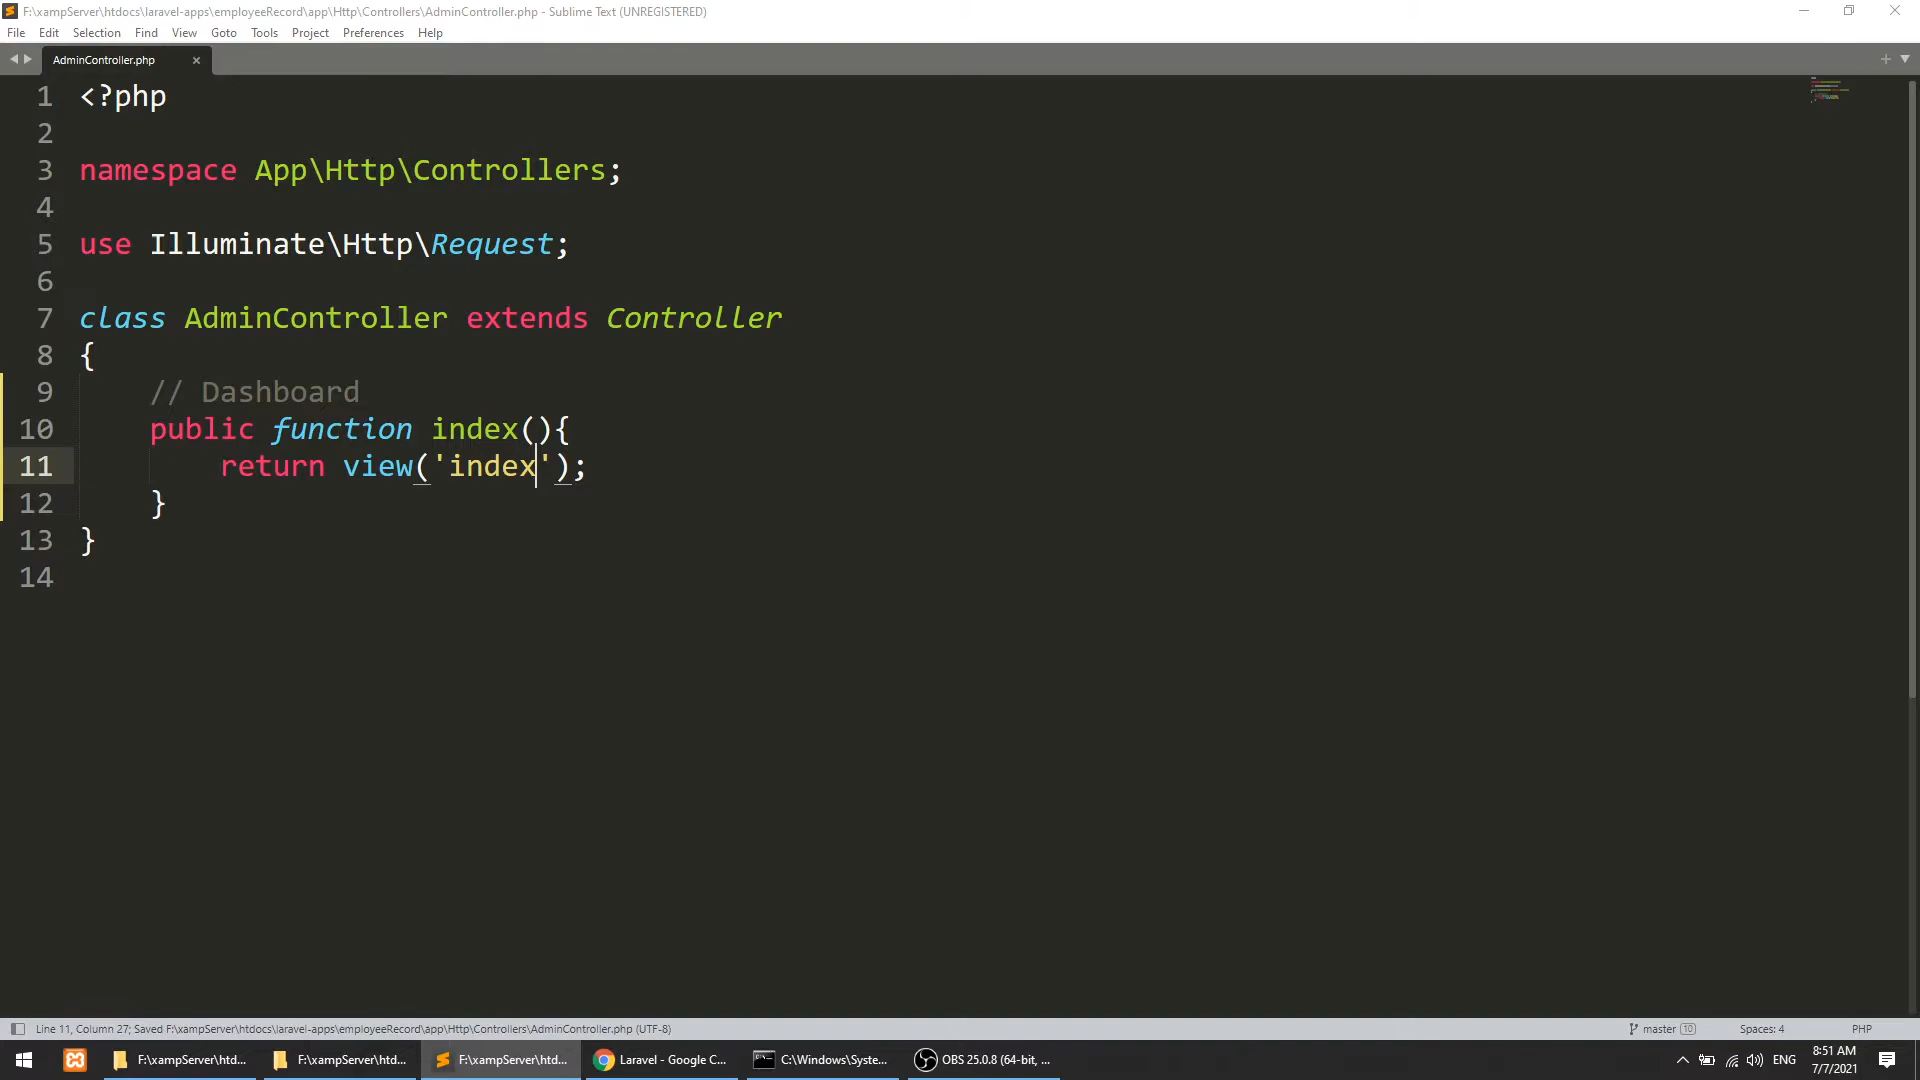 F:\xampServer\htdocs\laravel-apps\employeeRecord\app\Http\Controllers\AdminController.php - Sublime Text (UNREGISTERED)
File Edit Selection Find View Goto Tools Project Preferences Help
AdminController.php
1 <?php
2
3 namespace App\Http\Controllers;
4
5 use Illuminate\Http\Request;
6
7 class AdminController extends Controller
8 {
9 // Dashboard
10 public function index(){
11 return view('index');
12 }
13 }
14
Line 11, Column 27; Saved F:\xampServer\htdocs\laravel-apps\employeeRecord\app\Http\Controllers\AdminController.php (UTF-8) master 10 Spaces: 4 PHP
F:\xampServer\htd... F:\xampServer\htd... F:\xampServer\htd... Laravel - Google C... C:\Windows\Syste... OBS 25.0.8 (64-bit, ... ENG 8:51 AM
7/7/2021